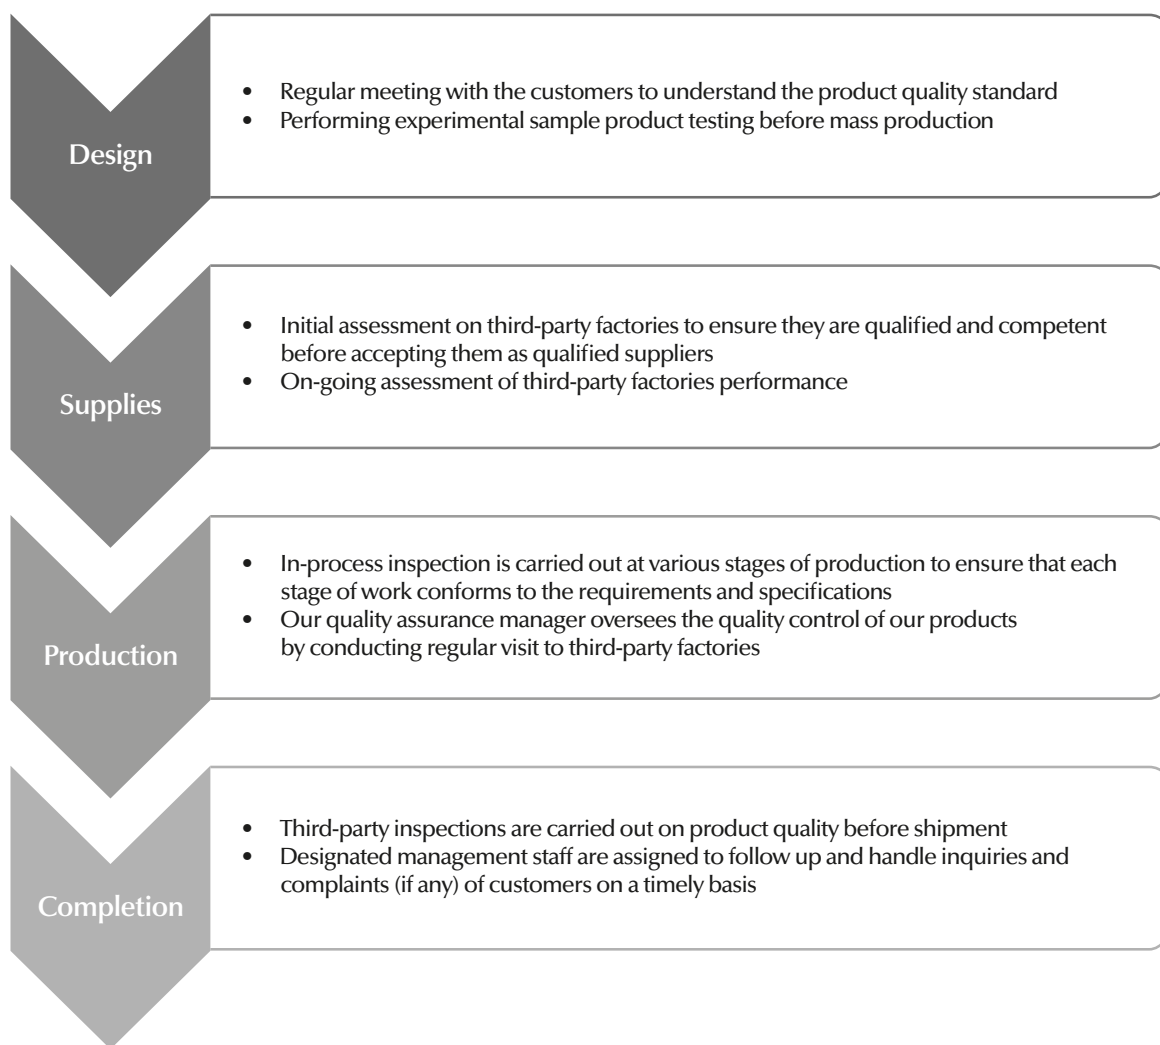 Design
• Regular meeting with the customers to understand the product quality standard
• Performing experimental sample product testing before mass production
Supplies
• Initial assessment on third-party factories to ensure they are qualified and competent
before accepting them as qualified suppliers
• On-going assessment of third-party factories performance
Production
• In-process inspection is carried out at various stages of production to ensure that each
stage of work conforms to the requirements and specifications
• Our quality assurance manager oversees the quality control of our products
by conducting regular visit to third-party factories
Completion
• Third-party inspections are carried out on product quality before shipment
• Designated management staff are assigned to follow up and handle inquiries and
complaints (if any) of customers on a timely basis